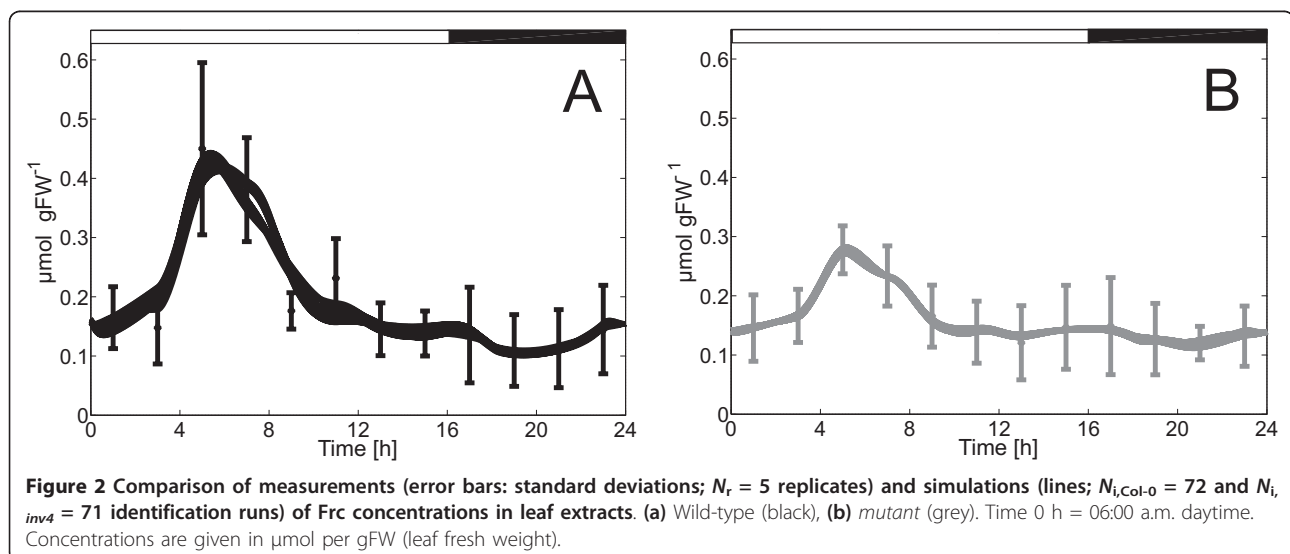 A
0.6
0.5
0.4
0.3
0.2
0.1
0
μmol gFW⁻¹
0 4 8 12 16 20 24
Time [h]
B
0.6
0.5
0.4
0.3
0.2
0.1
0
μmol gFW⁻¹
0 4 8 12 16 20 24
Time [h]
Figure 2 Comparison of measurements (error bars: standard deviations; Nr = 5 replicates) and simulations (lines; Ni,Col-0 = 72 and Ni,
inv4 = 71 identification runs) of Frc concentrations in leaf extracts. (a) Wild-type (black), (b) mutant (grey). Time 0 h = 06:00 a.m. daytime.
Concentrations are given in μmol per gFW (leaf fresh weight).